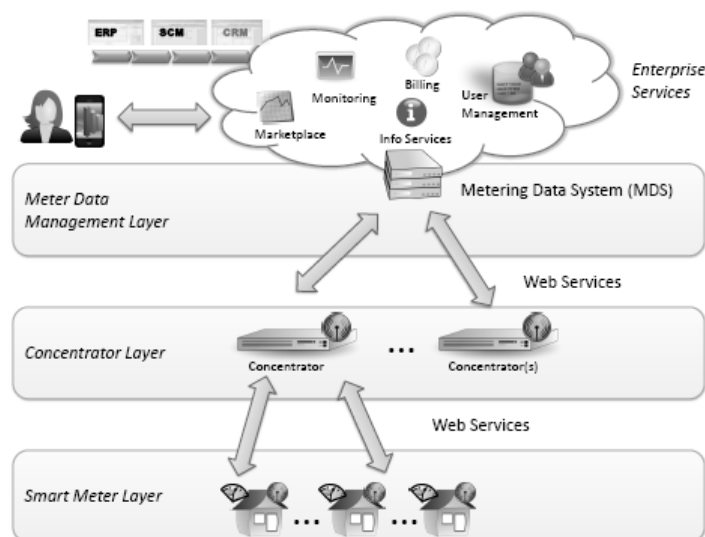 ERP
SCM
CRM
Enterprise
Services
Monitoring
Billing
User
Management
Marketplace
Info Services
Meter Data
Management Layer
Metering Data System (MDS)
Web Services
Concentrator Layer
Concentrator
...
Concentrator(s)
Web Services
Smart Meter Layer
... ...